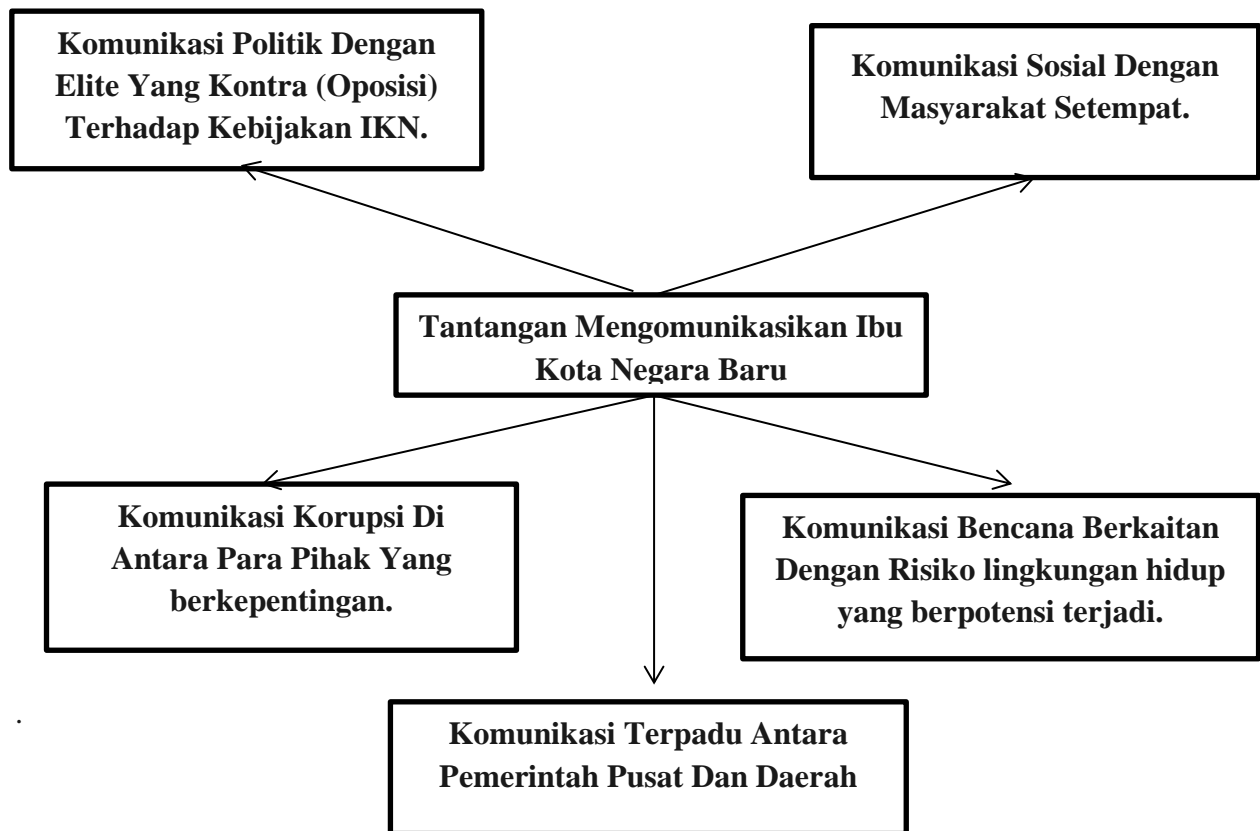 Komunikasi Politik Dengan
Elite Yang Kontra (Oposisi)
Terhadap Kebijakan IKN.
Komunikasi Sosial Dengan
Masyarakat Setempat.
Tantangan Mengomunikasikan Ibu
Kota Negara Baru
Komunikasi Korupsi Di
Antara Para Pihak Yang
berkepentingan.
Komunikasi Bencana Berkaitan
Dengan Risiko lingkungan hidup
yang berpotensi terjadi.
.
Komunikasi Terpadu Antara
Pemerintah Pusat Dan Daerah